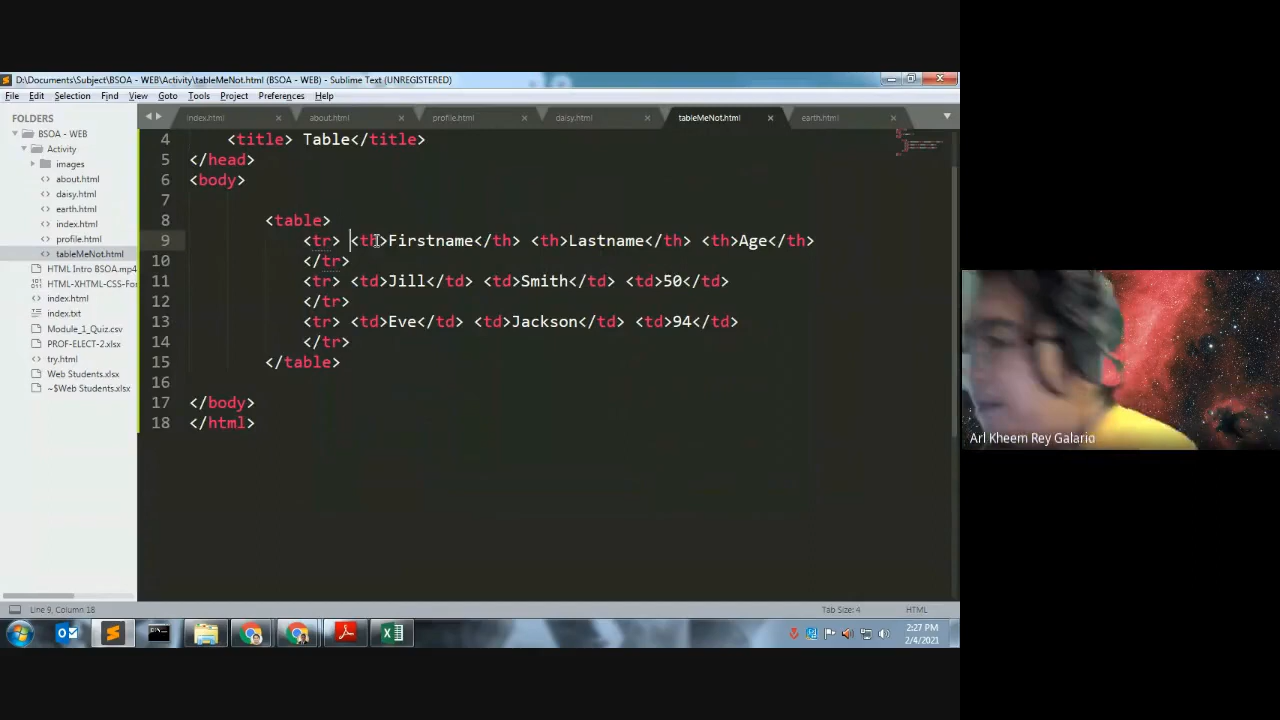 D:\Documents\Subject\BSOA - WEB\Activity\tableMeNot.html (BSOA - WEB) - Sublime Text (UNREGISTERED)
File Edit Selection Find View Goto Tools Project Preferences Help
FOLDERS
BSOA - WEB
Activity
images
about.html
daisy.html
earth.html
index.html
profile.html
tableMeNot.html
HTML Intro BSOA.mp4
HTML-XHTML-CSS-For
index.html
index.txt
Module_1_Quiz.csv
PROF-ELECT-2.xlsx
try.html
Web Students.xlsx
~$Web Students.xlsx
index.html about.html profile.html daisy.html tableMeNot.html earth.html
4 <title> Table</title>
5 </head>
6 <body>
7
8 <table>
9 <tr> <th>Firstname</th> <th>Lastname</th> <th>Age</th>
10 </tr>
11 <tr> <td>Jill</td> <td>Smith</td> <td>50</td>
12 </tr>
13 <tr> <td>Eve</td> <td>Jackson</td> <td>94</td>
14 </tr>
15 </table>
16
17 </body>
18 </html>
Line 9, Column 18 Tab Size: 4 HTML
2:27 PM
2/4/2021
Arl Kheem Rey Galario